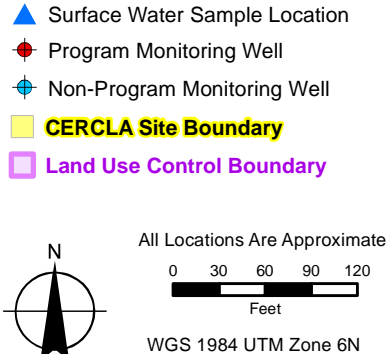 Surface Water Sample Location
Program Monitoring Well
Non-Program Monitoring Well
CERCLA Site Boundary
Land Use Control Boundary
N
All Locations Are Approximate
0 30 60 90 120
Feet
WGS 1984 UTM Zone 6N